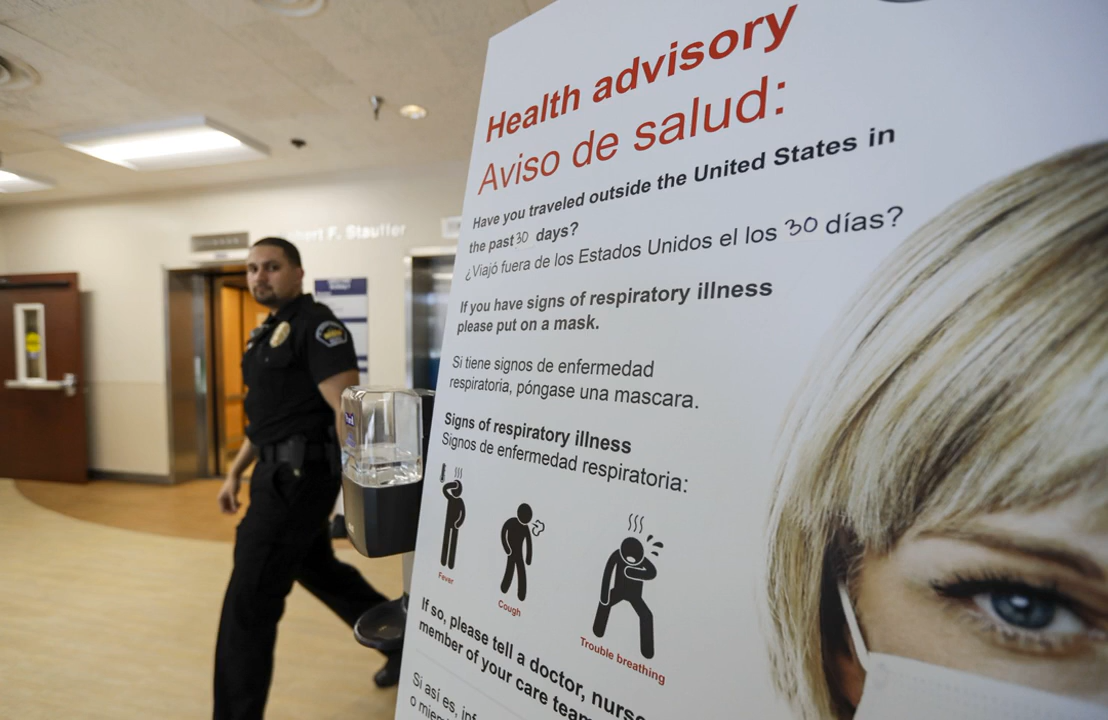 Health advisory
Aviso de salud:
Have you traveled outside the United States in
the past 30 days?
¿Viajó fuera de los Estados Unidos el los 30 días?
If you have signs of respiratory illness
please put on a mask.
Si tiene signos de enfermedad
respiratoria, póngase una mascara.
Signs of respiratory illness
Signos de enfermedad respiratoria:
Fever
Cough
Trouble breathing
If so, please tell a doctor, nurse
member of your care team
Si así es,
F. Stauffer